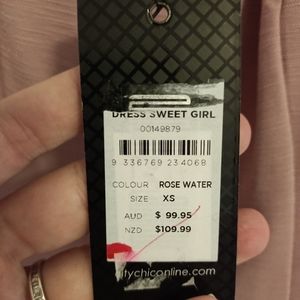 DRESS SWEET GIRL
00149879
9 336769 234068
COLOUR ROSE WATER
SIZE XS
AUD $ 99.95
NZD $109.99
itychiconline.com